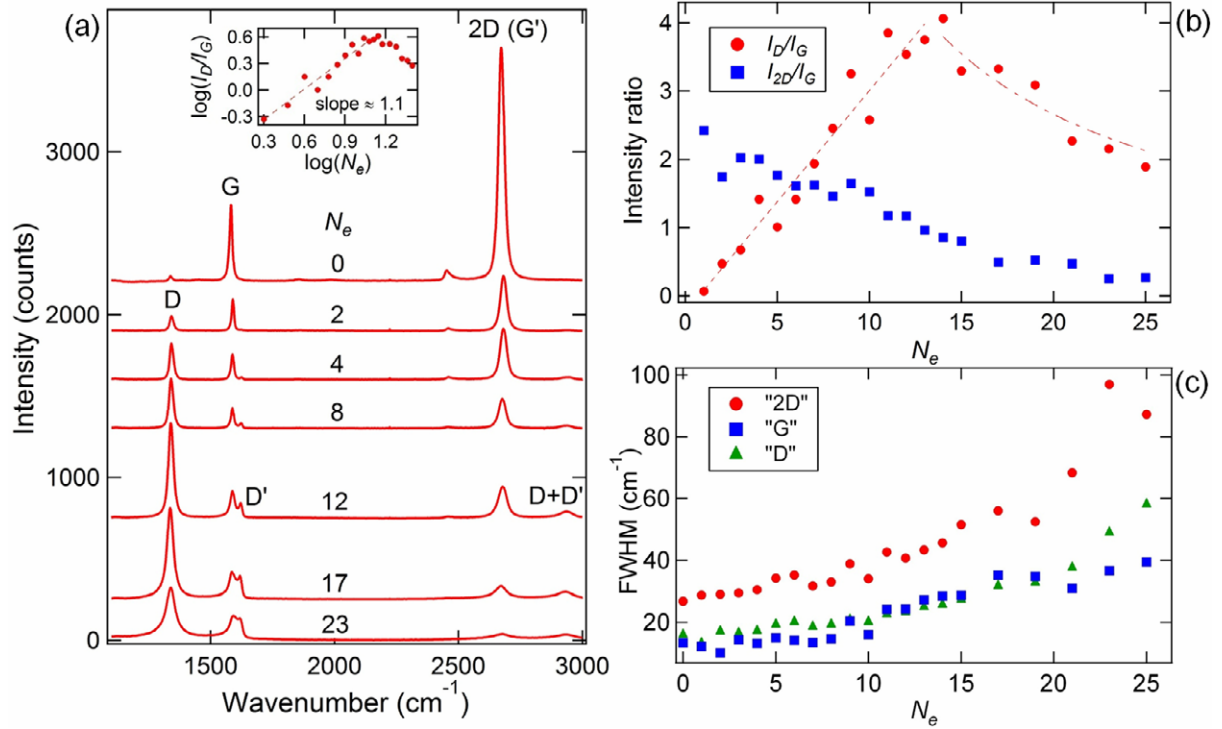 (a)
2D (G')
log(I_D/I_G)
0.6
0.3
0.0
-0.3
slope ≈ 1.1
0.3 0.6 0.9 1.2
log(N_e)
G
N_e
0
D
2
4
8
D'
12
D+D'
17
23
Intensity (counts)
3000
2000
1000
0
1500 2000 2500 3000
Wavenumber (cm⁻¹)
(b)
I_D/I_G
I_2D/I_G
Intensity ratio
4
3
2
1
0
0 5 10 15 20 25
N_e
(c)
"2D"
"G"
"D"
FWHM (cm⁻¹)
100
80
60
40
20
0 5 10 15 20 25
N_e